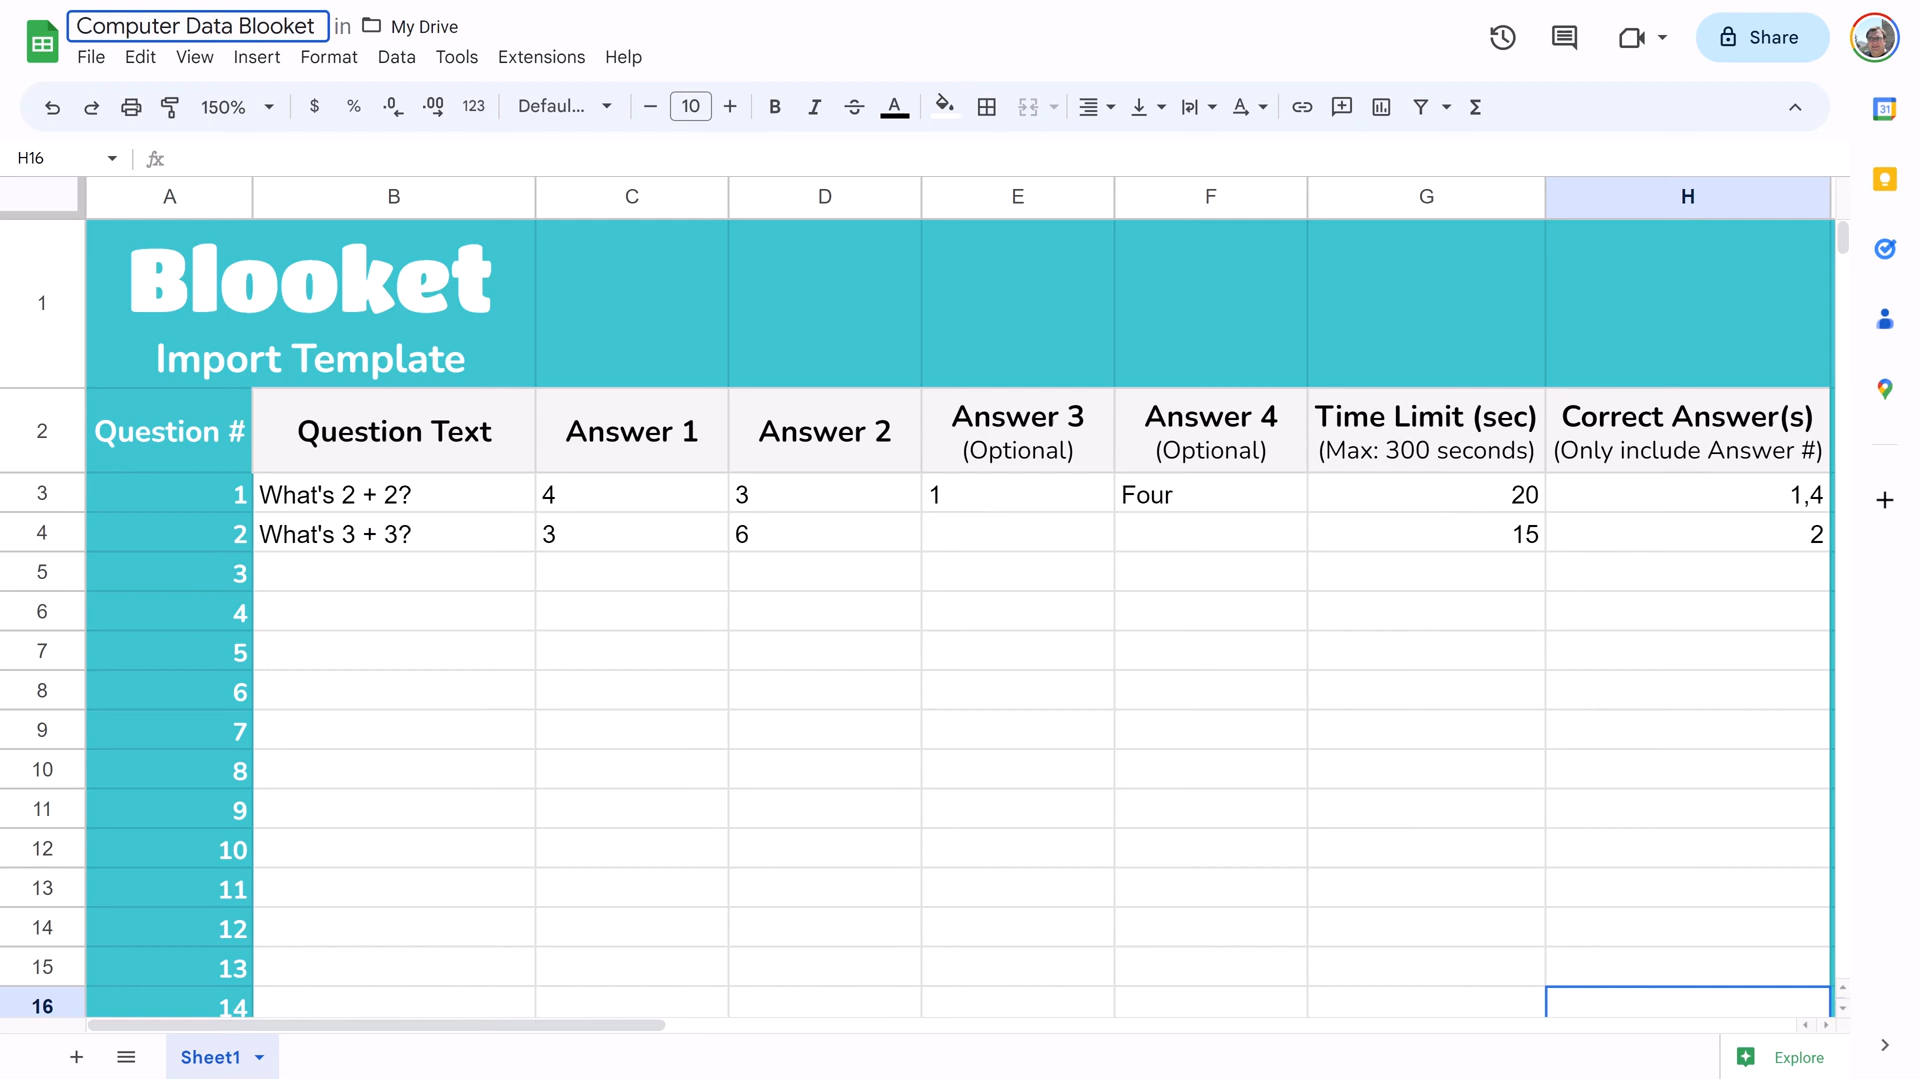 Computer Data Blooket in My Drive
File Edit View Insert Format Data Tools Extensions Help
Share
150% $ % .0 .00 123 Defaul... 10 B I S A Σ
31
H16 fx
A B C D E F G H
1 Blooket
Import Template
2 Question # Question Text Answer 1 Answer 2 Answer 3 (Optional) Answer 4 (Optional) Time Limit (sec) (Max: 300 seconds) Correct Answer(s) (Only include Answer #)
3 1 What's 2 + 2? 4 3 1 Four 20 1,4
4 2 What's 3 + 3? 3 6 15 2
5 3
6 4
7 5
8 6
9 7
10 8
11 9
12 10
13 11
14 12
15 13
16 14
Sheet1 Explore